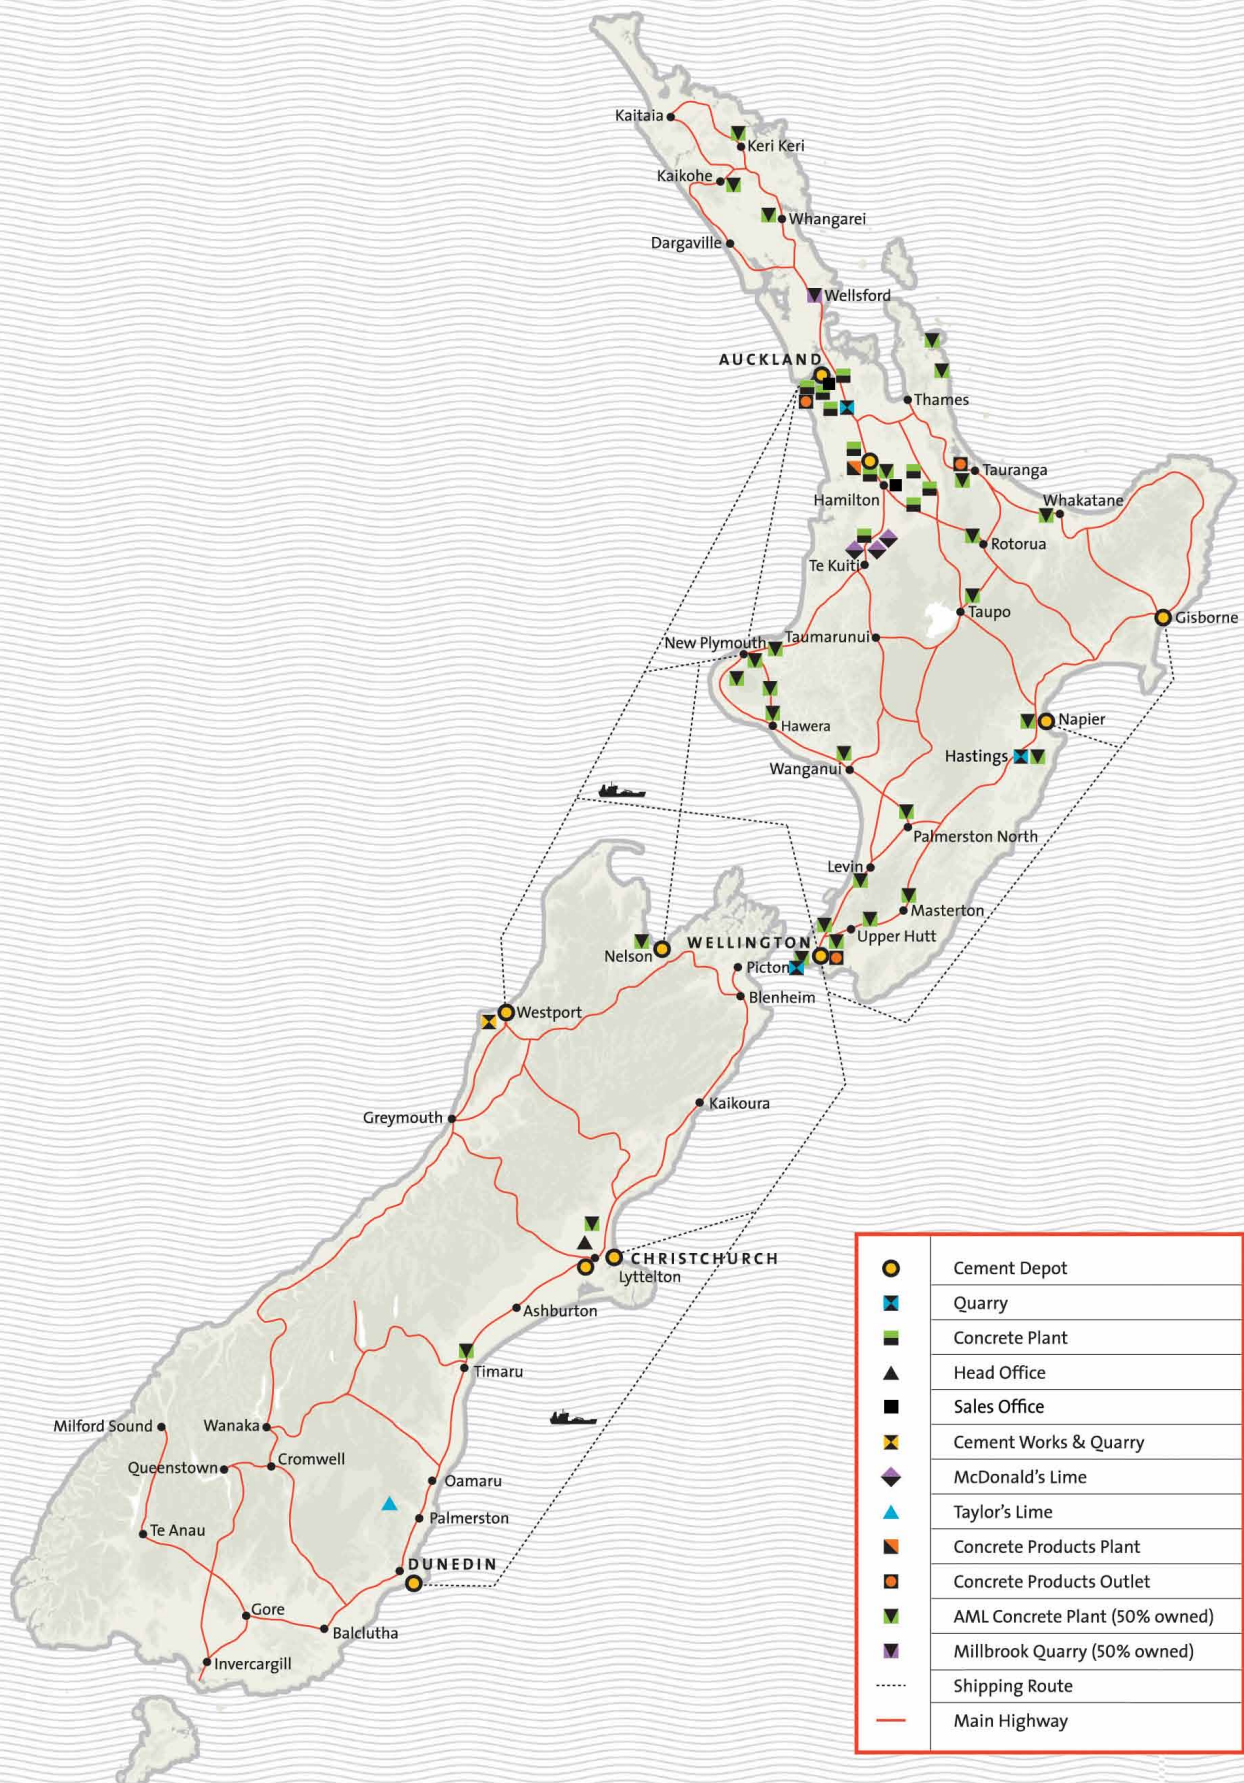 Kaitaia
Keri Keri
Kaikohe
Whangarei
Dargaville
Wellsford
AUCKLAND
Thames
Tauranga
Hamilton
Whakatane
Rotorua
Te Kuiti
Taupo
Gisborne
New Plymouth
Taumarunui
Napier
Hawera
Hastings
Wanganui
Palmerston North
Levin
Masterton
Upper Hutt
WELLINGTON
Nelson
Picton
Blenheim
Westport
Kaikoura
Greymouth
CHRISTCHURCH
Lyttelton
Ashburton
Timaru
Milford Sound
Wanaka
Cromwell
Queenstown
Oamaru
Palmerston
Te Anau
DUNEDIN
Gore
Balclutha
Invercargill
Cement Depot
Quarry
Concrete Plant
Head Office
Sales Office
Cement Works & Quarry
McDonald's Lime
Taylor's Lime
Concrete Products Plant
Concrete Products Outlet
AML Concrete Plant (50% owned)
Millbrook Quarry (50% owned)
Shipping Route
Main Highway